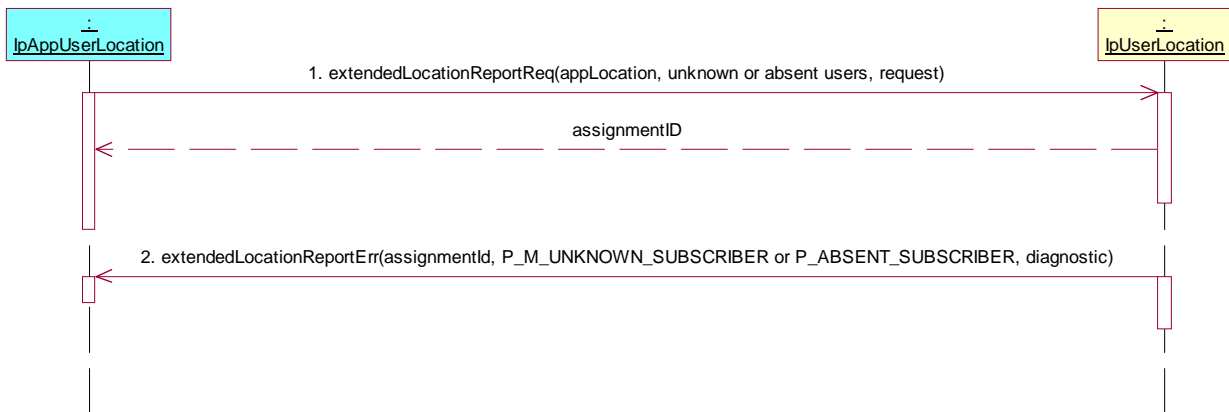 :
IpAppUserLocation
:
IpUserLocation
1. extendedLocationReportReq(appLocation, unknown or absent users, request)
assignmentID
2. extendedLocationReportErr(assignmentId, P_M_UNKNOWN_SUBSCRIBER or P_ABSENT_SUBSCRIBER, diagnostic)